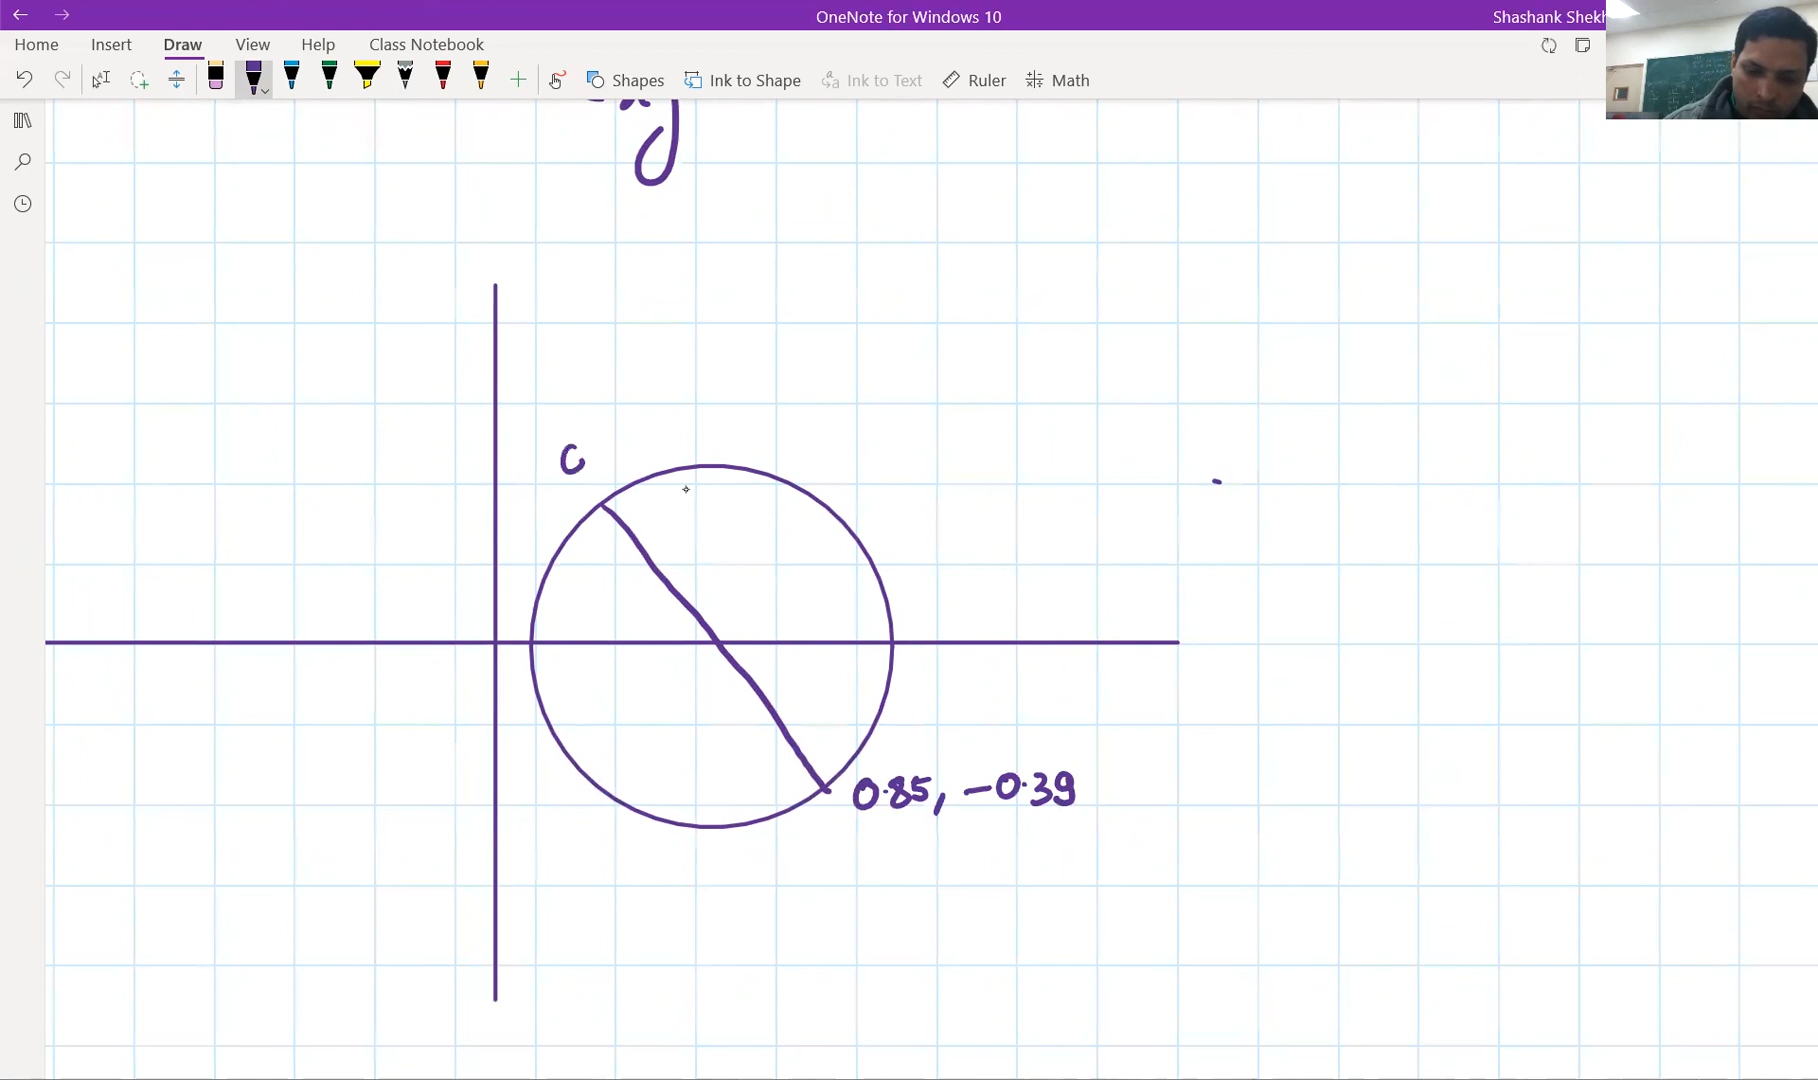 OneNote for Windows 10
Shashank Shekh
Home Insert Draw View Help Class Notebook
Shapes Ink to Shape Ink to Text Ruler Math
xy
C
0.85, -0.39